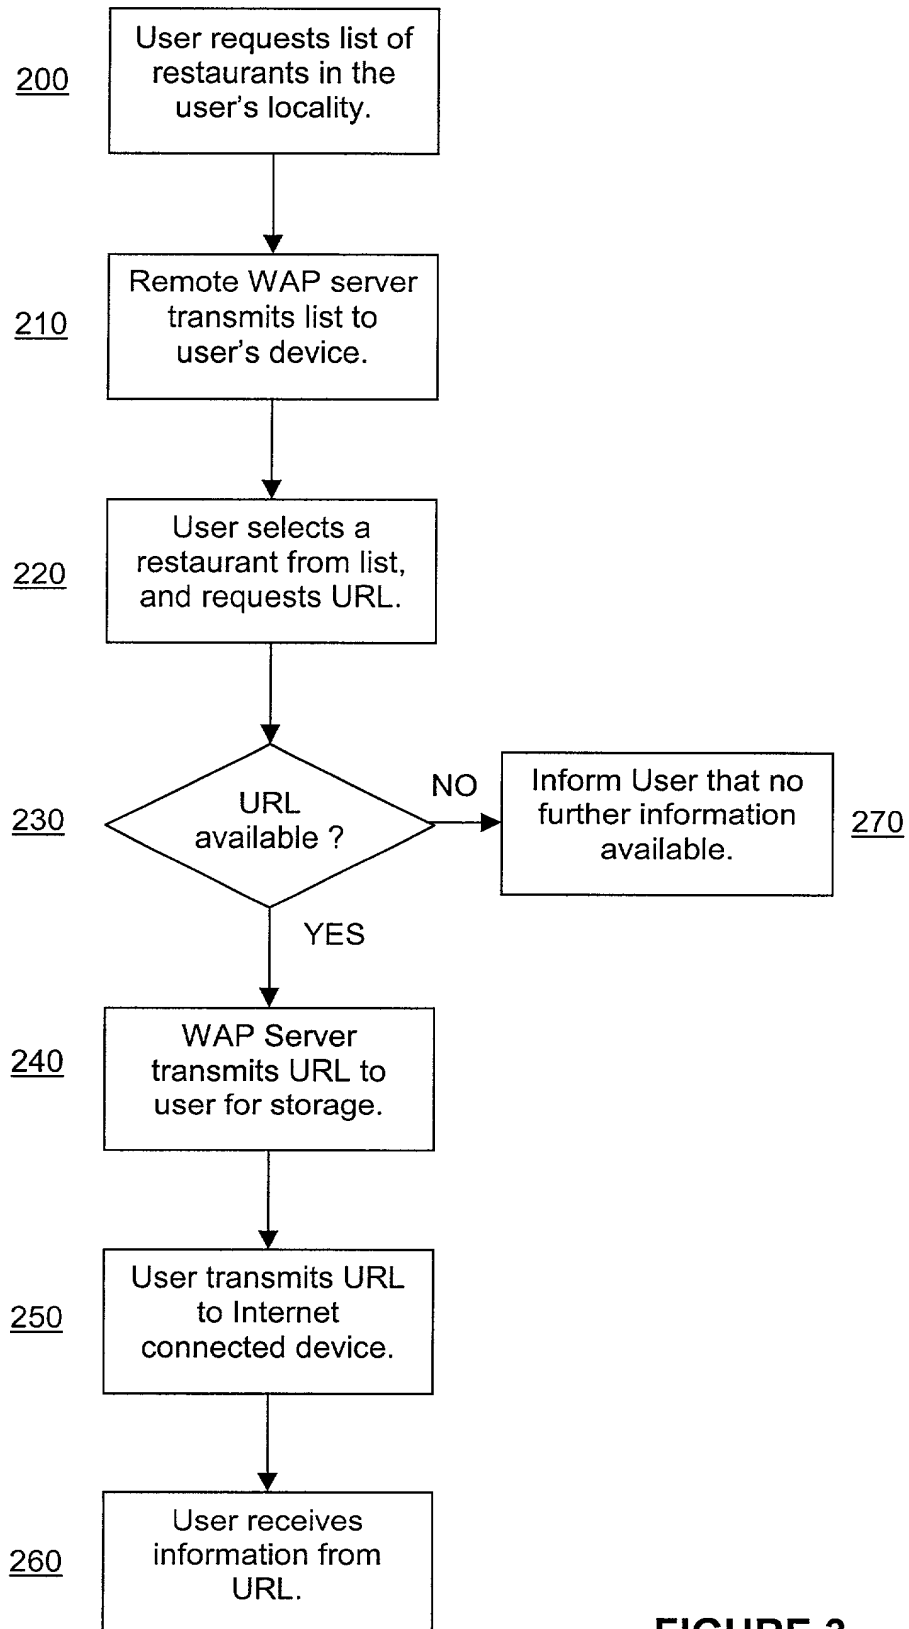 200
User requests list of
restaurants in the
user's locality.
210
Remote WAP server
transmits list to
user's device.
220
User selects a
restaurant from list,
and requests URL.
230
URL
available ?
NO
Inform User that no
further information
available.
270
YES
240
WAP Server
transmits URL to
user for storage.
250
User transmits URL
to Internet
connected device.
260
User receives
information from
URL.
FIGURE 3